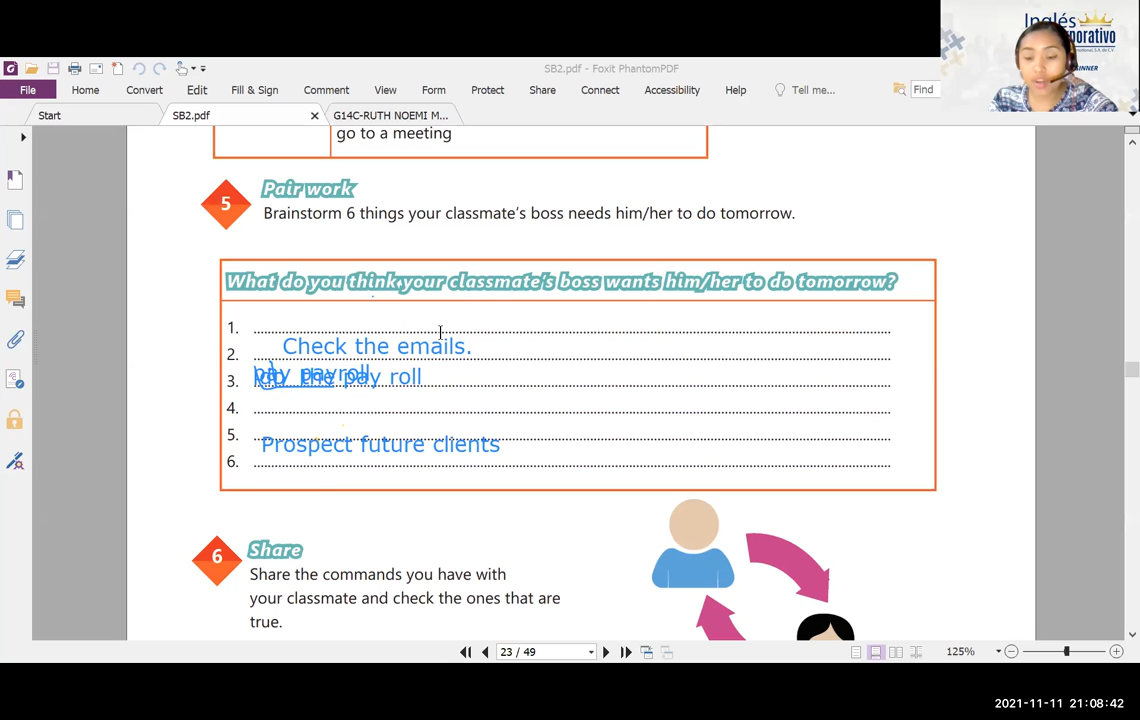 Inglés
orporativo
International S.A. de C.V.
SB2.pdf - Foxit PhantomPDF
File Home Convert Edit Fill & Sign Comment View Form Protect Share Connect Accessibility Help Tell me... Find
Start SB2.pdf G14C-RUTH NOEMI M...
go to a meeting
5 Pair work
Brainstorm 6 things your classmate's boss needs him/her to do tomorrow.
What do you think your classmate's boss wants him/her to do tomorrow?
1.
Check the emails.
2.
pay payroll
3. the pay roll
4.
5.
Prospect future clients
6.
6 Share
Share the commands you have with
your classmate and check the ones that are
true.
23 / 49 125%
2021-11-11 21:08:42